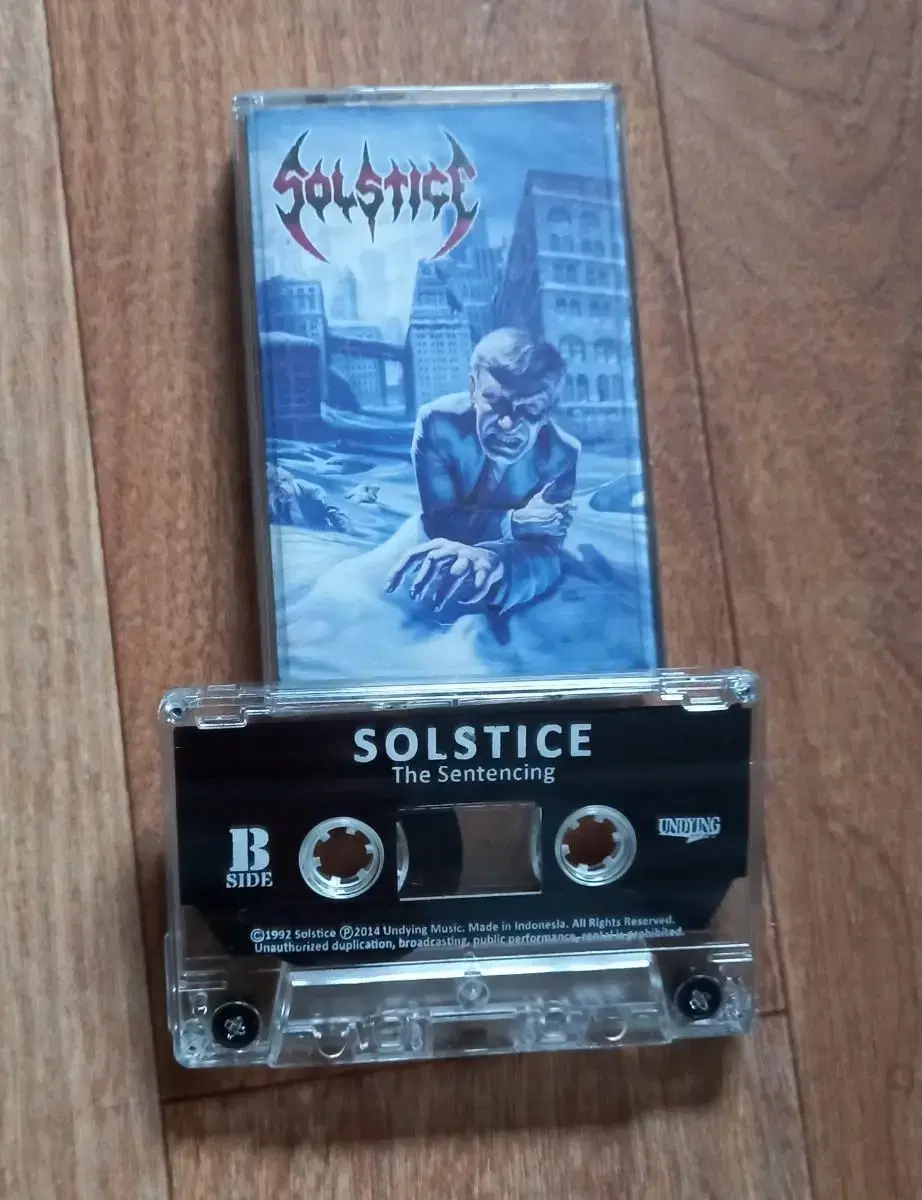 SOLSTICE
SOLSTICE
The Sentencing
B
SIDE
UNDYING
©1992 Solstice ℗2014 Undying Music. Made in Indonesia. All Rights Reserved.
Unauthorized duplication, broadcasting, public performance, rental is prohibited.